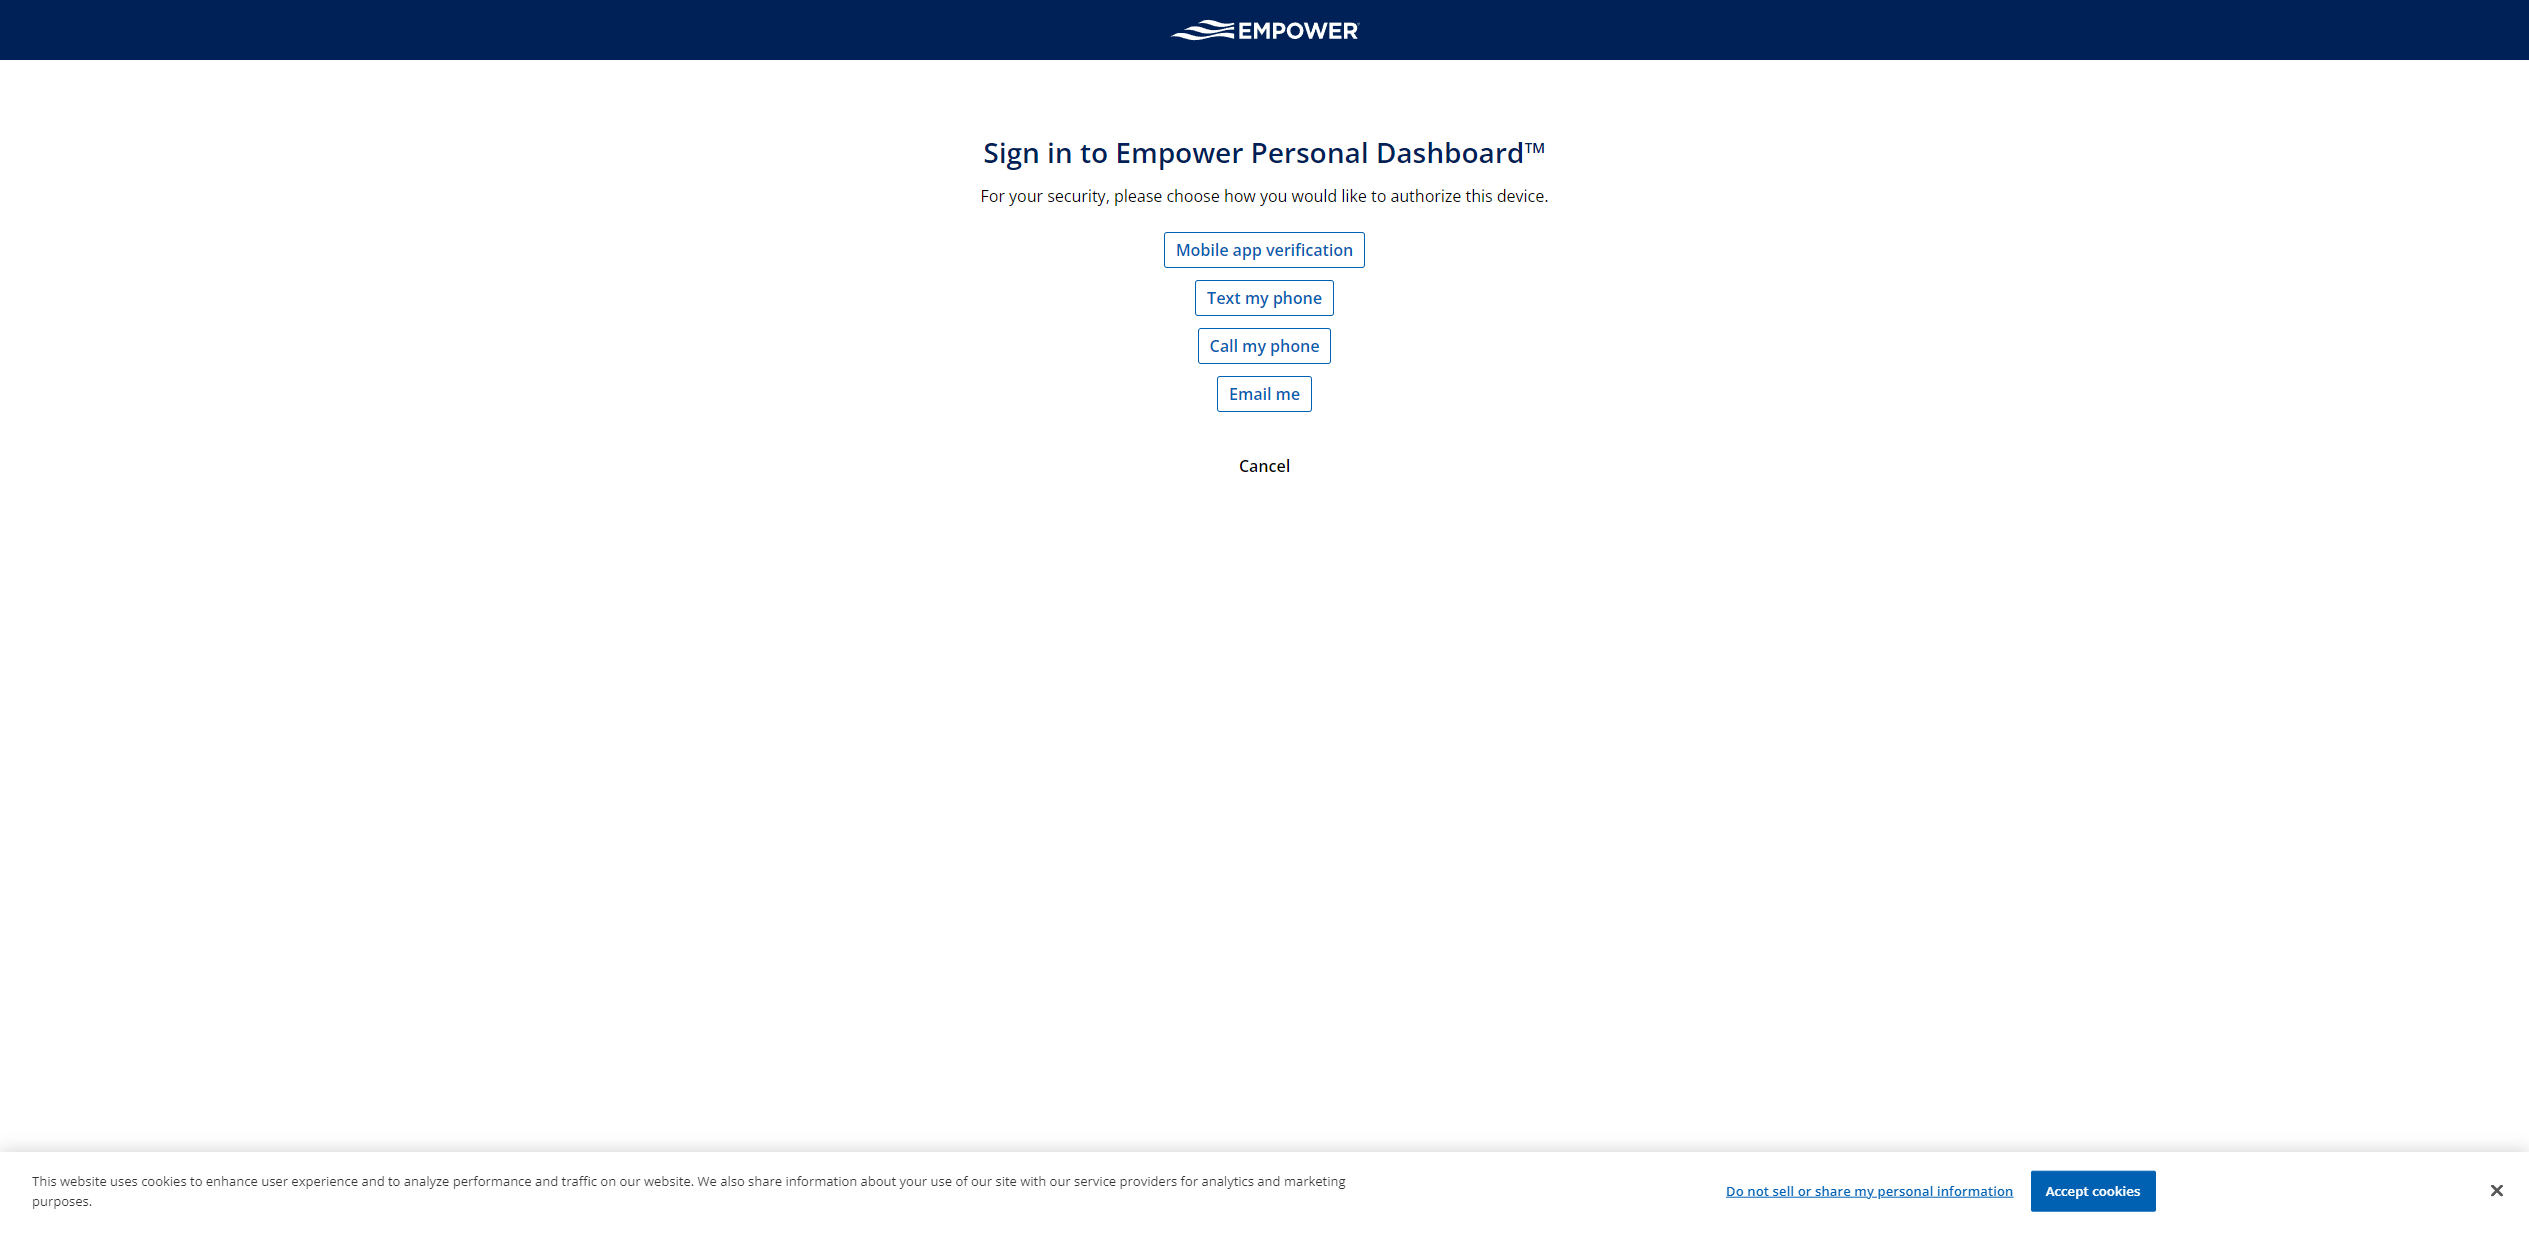 EMPOWER
Sign in to Empower Personal Dashboard™
For your security, please choose how you would like to authorize this device.
Mobile app verification
Text my phone
Call my phone
Email me
Cancel
This website uses cookies to enhance user experience and to analyze performance and traffic on our website. We also share information about your use of our site with our service providers for analytics and marketing
purposes.
Do not sell or share my personal information
Accept cookies